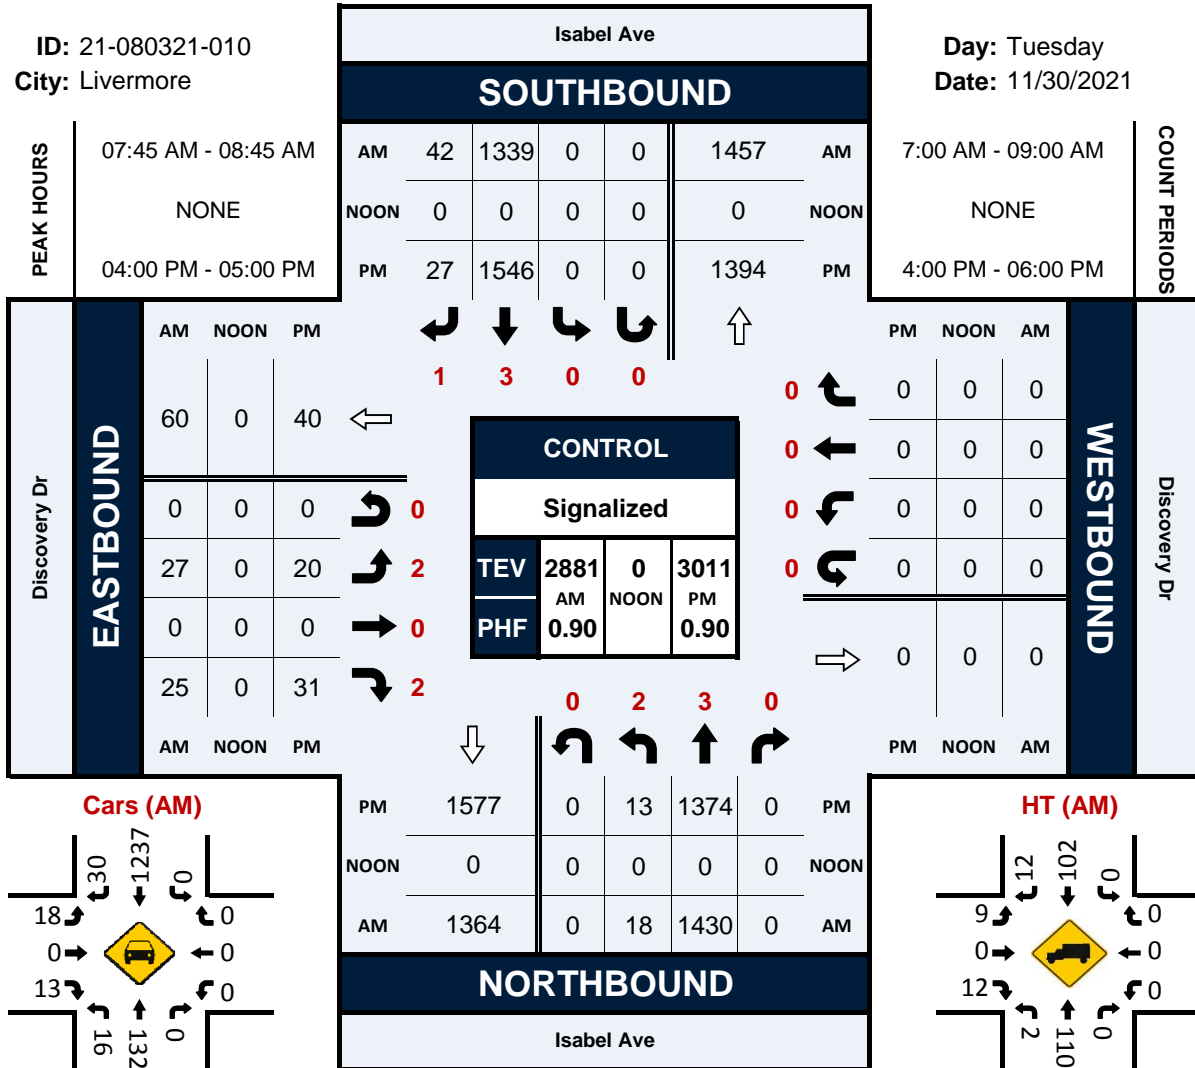 Isabel Ave
ID: 21-080321-010
Day: Tuesday
City: Livermore
Date: 11/30/2021
SOUTHBOUND
PEAK HOURS
07:45 AM - 08:45 AM
NONE
04:00 PM - 05:00 PM
AM 42 1339 0 0 1457 AM
NOON 0 0 0 0 0 NOON
PM 27 1546 0 0 1394 PM
7:00 AM - 09:00 AM
NONE
4:00 PM - 06:00 PM
COUNT PERIODS
1 3 0 0
Discovery Dr
EASTBOUND
AM NOON PM
60 0 40
0 0 0 0
27 0 20 2
0 0 0 0
25 0 31 2
AM NOON PM
CONTROL
Signalized
TEV 2881 0 3011
AM NOON PM
PHF 0.90 0.90
PM NOON AM
0 0 0 0
0 0 0 0
0 0 0 0
0 0 0 0
0 0 0
PM NOON AM
WESTBOUND
Discovery Dr
0 2 3 0
PM 1577 0 13 1374 0 PM
NOON 0 0 0 0 0 NOON
AM 1364 0 18 1430 0 AM
NORTHBOUND
Isabel Ave
Cars (AM)
30 1237 0
18 0
0 0
13 0
16 132 0
HT (AM)
12 102 0
9 0
0 0
12 0
2 110 0